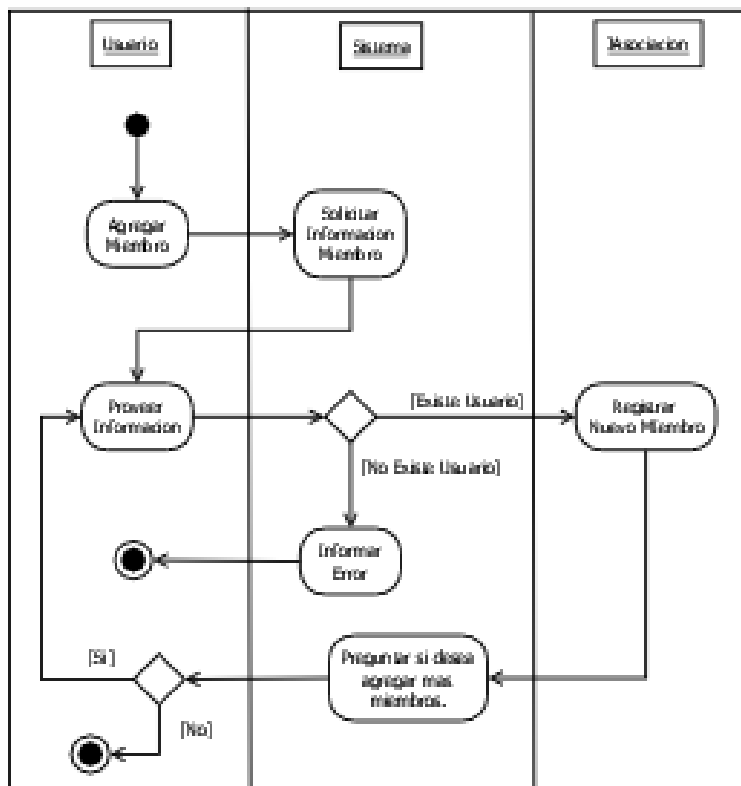 Usuario
Sistema
IAsociacion
Agregar
Miembro
Solicitar
Informacion
Miembro
Proveer
Informacion
[Existe Usuario]
Registrar
Nuevo Miembro
[No Existe Usuario]
Informar
Error
[Si]
Preguntar si desea
agregar mas
miembros.
[No]